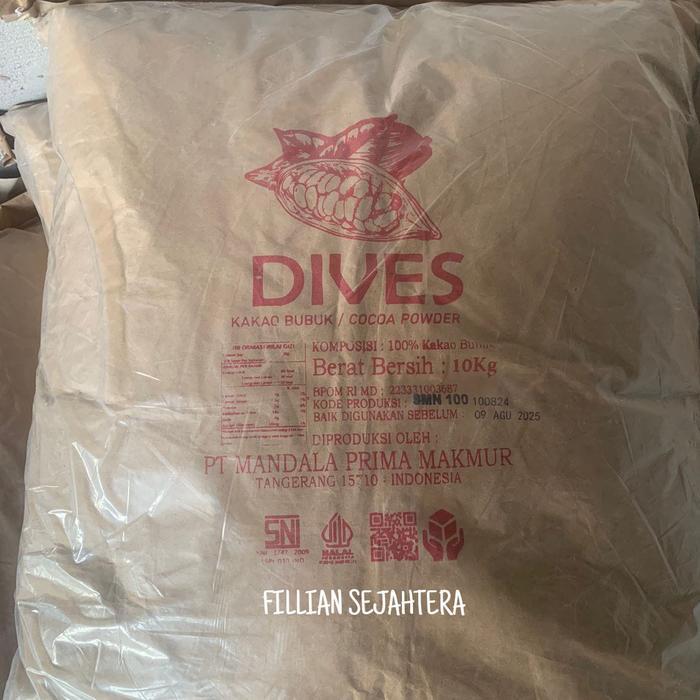 DIVES
KAKAO BUBUK / COCOA POWDER
KOMPOSISI : 100% Kakao Bubuk
Berat Bersih : 10Kg
BPOM RI MD : 223331003687
KODE PRODUKSI : BMN 100 100824
BAIK DIGUNAKAN SEBELUM : 09 AGU 2025
DIPRODUKSI OLEH :
PT MANDALA PRIMA MAKMUR
TANGERANG 15710 - INDONESIA
SNI
HALAL
INDONESIA
FILLIAN SEJAHTERA